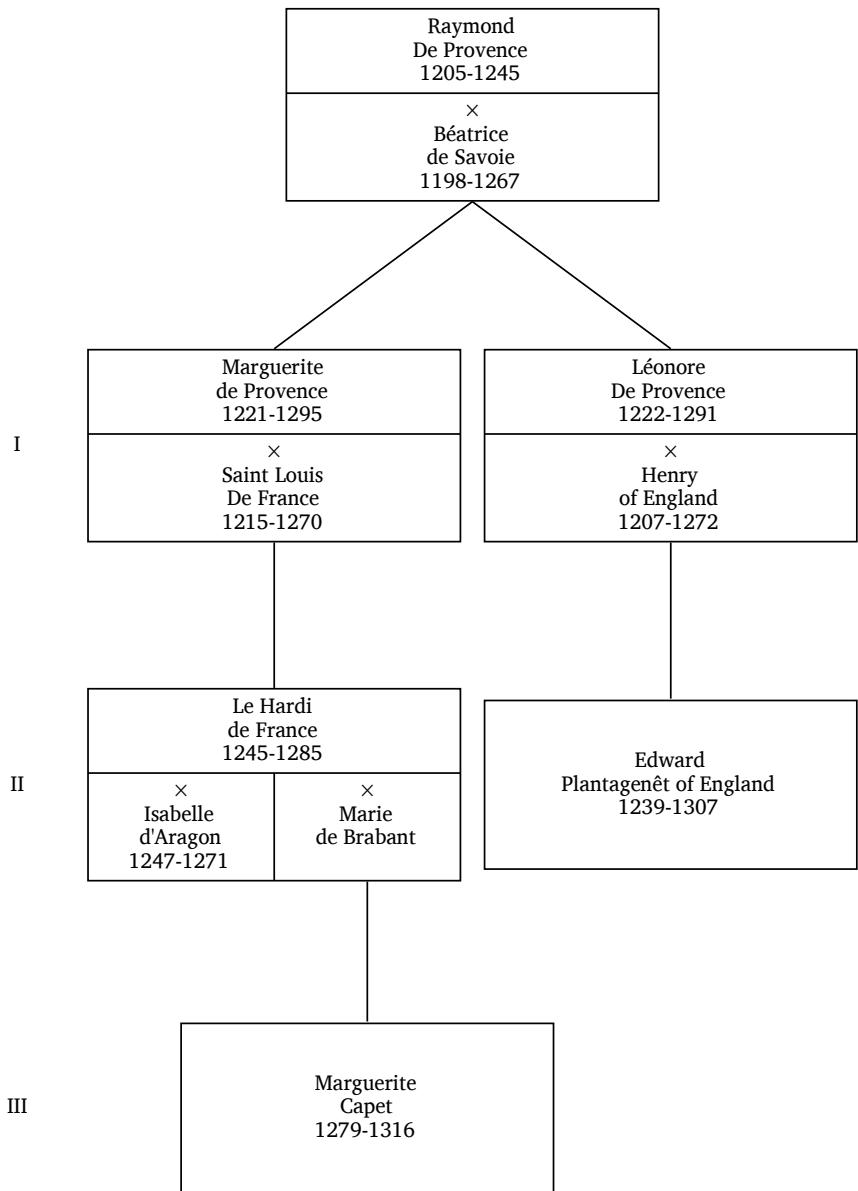 Raymond
De Provence
1205-1245
×
Béatrice
de Savoie
1198-1267
I
Marguerite
de Provence
1221-1295
×
Saint Louis
De France
1215-1270
Léonore
De Provence
1222-1291
×
Henry
of England
1207-1272
II
Le Hardi
de France
1245-1285
×
Isabelle
d'Aragon
1247-1271
×
Marie
de Brabant
Edward
Plantagenêt of England
1239-1307
III
Marguerite
Capet
1279-1316